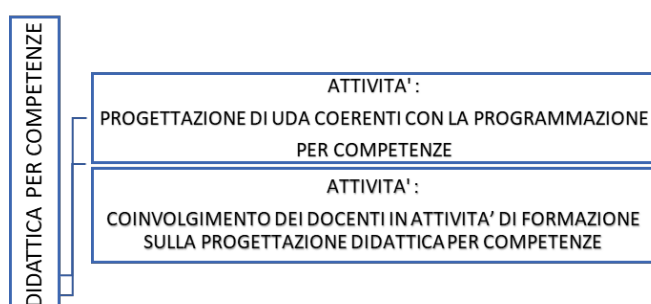 DIDATTICA PER COMPETENZE
ATTIVITA' :
PROGETTAZIONE DI UDA COERENTI CON LA PROGRAMMAZIONE
PER COMPETENZE
ATTIVITA' :
COINVOLGIMENTO DEI DOCENTI IN ATTIVITA’ DI FORMAZIONE
SULLA PROGETTAZIONE DIDATTICA PER COMPETENZE